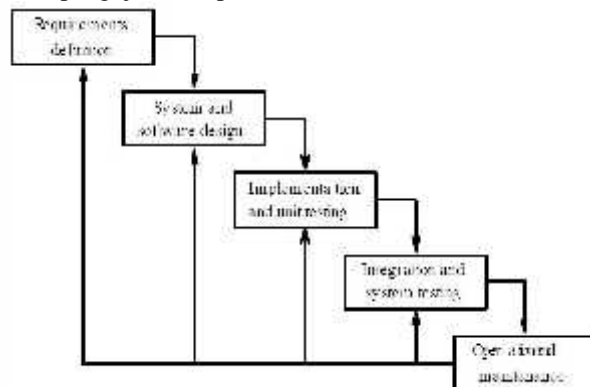 Requirements
definition
System and
software design
Implementation
and unit testing
Integration and
system testing
Operation and
maintenance